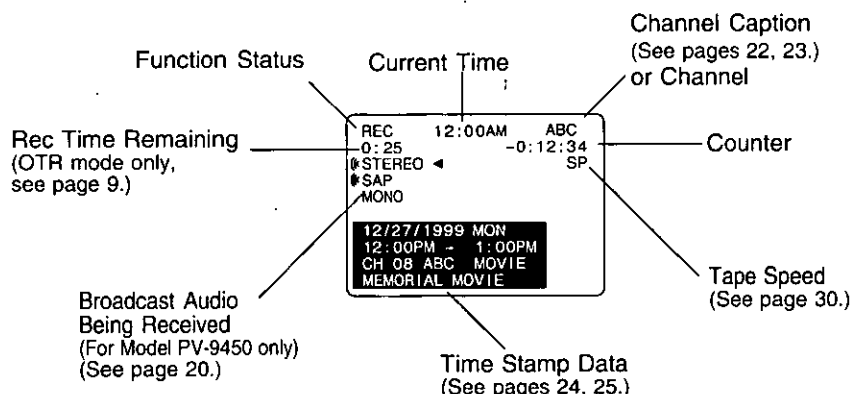 Channel Caption
(See pages 22, 23.)
or Channel
Function Status
Current Time
Rec Time Remaining
(OTR mode only,
see page 9.)
REC 12:00AM ABC
0:25 -0:12:34
STEREO ◄ SP
SAP
MONO
Counter
12/27/1999 MON
12:00PM - 1:00PM
CH 08 ABC MOVIE
MEMORIAL MOVIE
Tape Speed
(See page 30.)
Broadcast Audio
Being Received
(For Model PV-9450 only)
(See page 20.)
Time Stamp Data
(See pages 24, 25.)